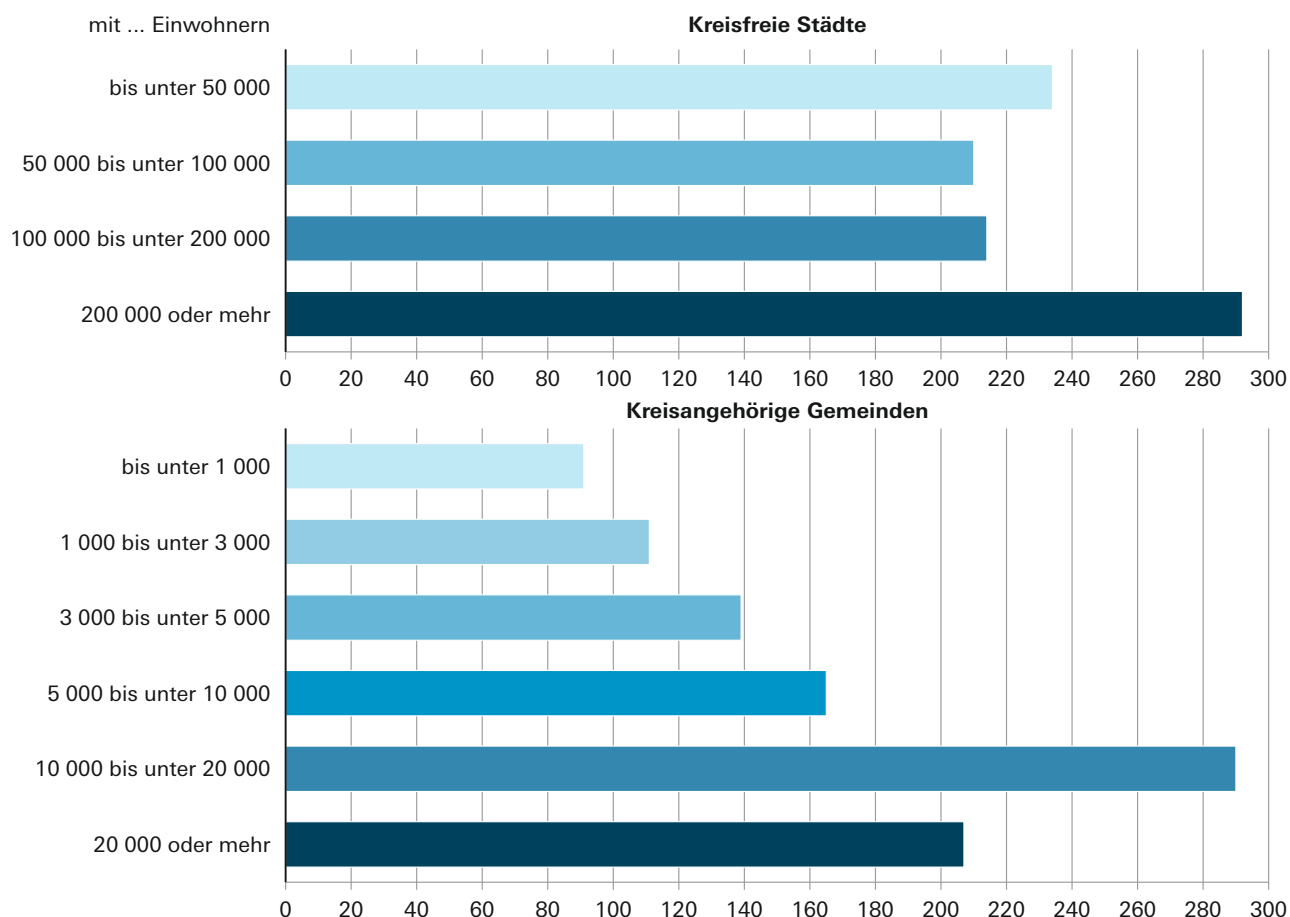 mit ... Einwohnern
Kreisfreie Städte
bis unter 50 000
50 000 bis unter 100 000
100 000 bis unter 200 000
200 000 oder mehr
0 20 40 60 80 100 120 140 160 180 200 220 240 260 280 300
Kreisangehörige Gemeinden
bis unter 1 000
1 000 bis unter 3 000
3 000 bis unter 5 000
5 000 bis unter 10 000
10 000 bis unter 20 000
20 000 oder mehr
0 20 40 60 80 100 120 140 160 180 200 220 240 260 280 300